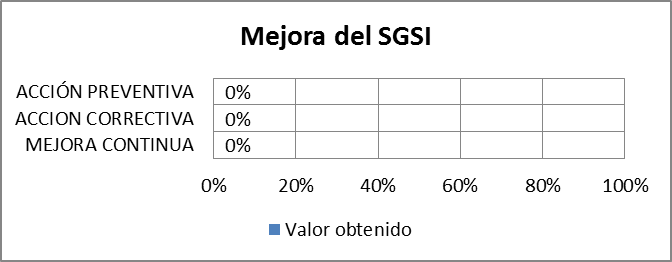 Mejora del SGSI
ACCIÓN PREVENTIVA 0%
ACCION CORRECTIVA 0%
MEJORA CONTINUA 0%
0% 20% 40% 60% 80% 100%
Valor obtenido